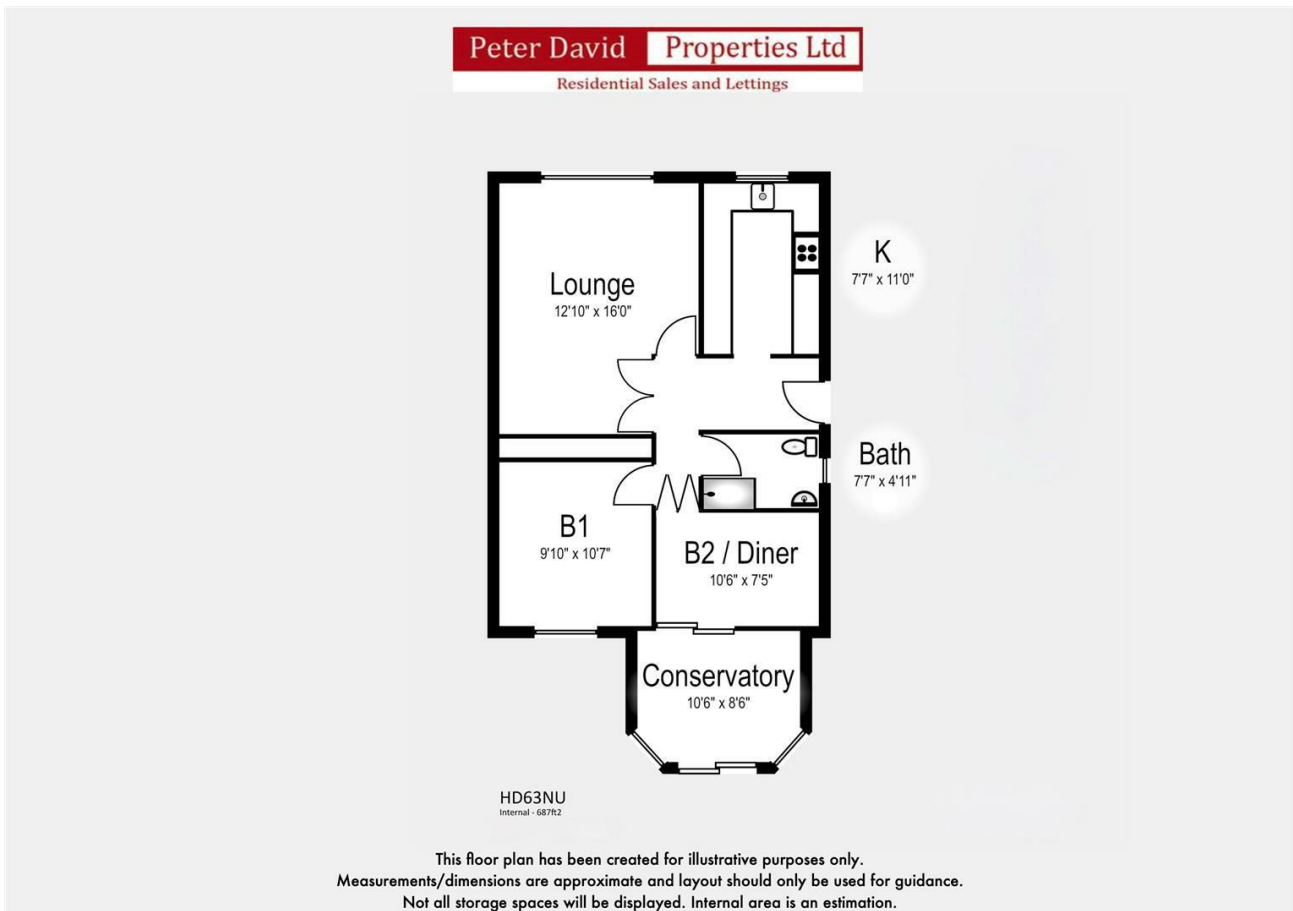 Peter David Properties Ltd
Residential Sales and Lettings
K
7'7" x 11'0"
Lounge
12'10" x 16'0"
Bath
7'7" x 4'11"
B1
9'10" x 10'7"
B2 / Diner
10'6" x 7'5"
Conservatory
10'6" x 8'6"
HD63NU
Internal - 687ft2
This floor plan has been created for illustrative purposes only.
Measurements/dimensions are approximate and layout should only be used for guidance.
Not all storage spaces will be displayed. Internal area is an estimation.